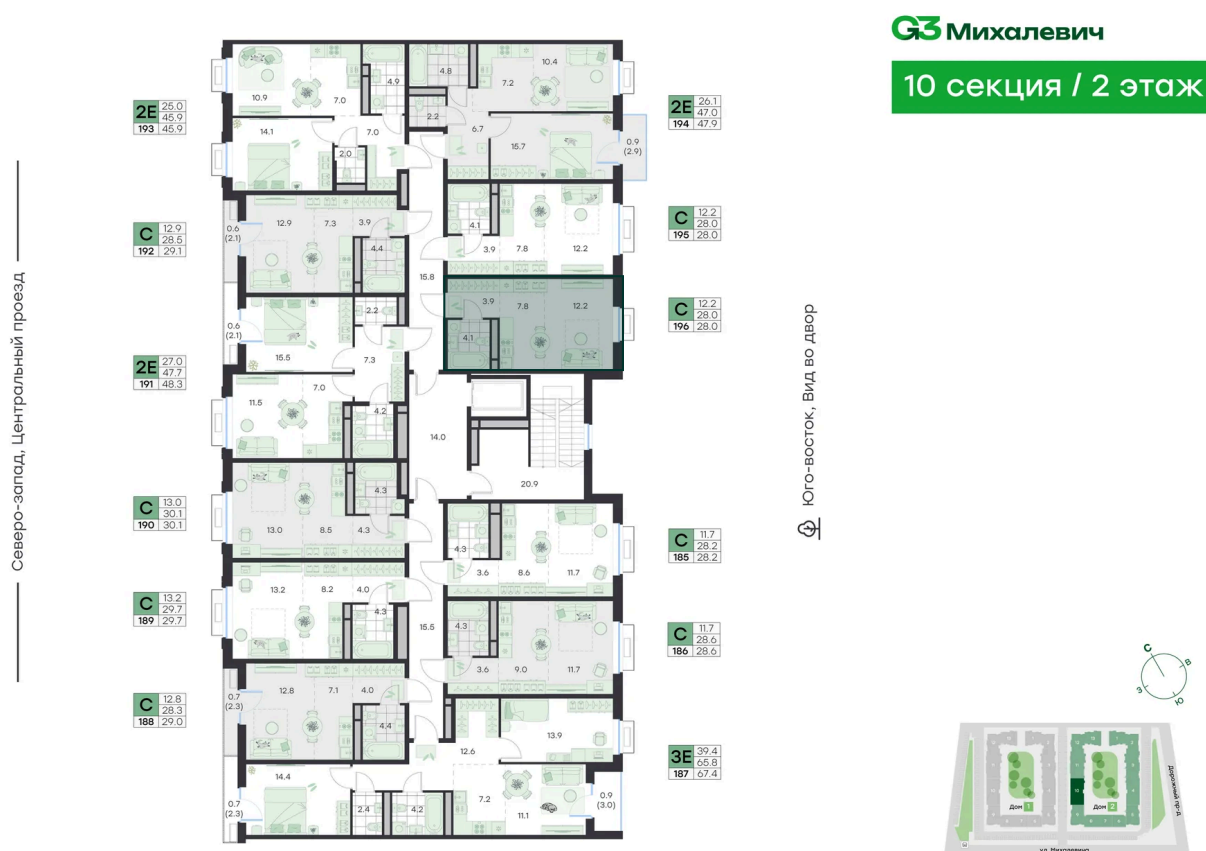 G3 Михалевич
10 секция / 2 этаж
Северо-запад, Центральный проезд
Юго-восток, Вид во двор
2Е 25.0
45.9
193 45.9
С 12.9
28.5
192 29.1
2Е 27.0
47.7
191 48.3
С 13.0
30.1
190 30.1
С 13.2
29.7
189 29.7
С 12.8
28.3
188 29.0
2Е 26.1
47.0
194 47.9
С 12.2
28.0
195 28.0
С 12.2
28.0
196 28.0
С 11.7
28.2
185 28.2
С 11.7
28.6
186 28.6
3Е 39.4
65.8
187 67.4
10.9 7.0 4.9
14.1 2.0 7.0
4.8 7.2 10.4
2.2 6.7 15.7
0.9
(2.9)
0.6
(2.1)
12.9 7.3 3.9
4.4
4.1
3.9 7.8 12.2
15.8
3.9 7.8 12.2
4.1
0.6
(2.1)
15.5 2.2
7.3
11.5 7.0
4.2
14.0
20.9
4.3
13.0 8.5 4.3
4.3
3.6 8.6 11.7
13.2 8.2 4.0
4.3
15.5
4.3
3.6 9.0 11.7
0.7
(2.3)
12.8 7.1 4.0
4.4
12.6 13.9
0.7
(2.3)
14.4
2.4 4.2
7.2 11.1
0.9
(3.0)
С
В
З
Ю
Дом 1
Дом 2
Дорожный пр-д
ул. Михалевича